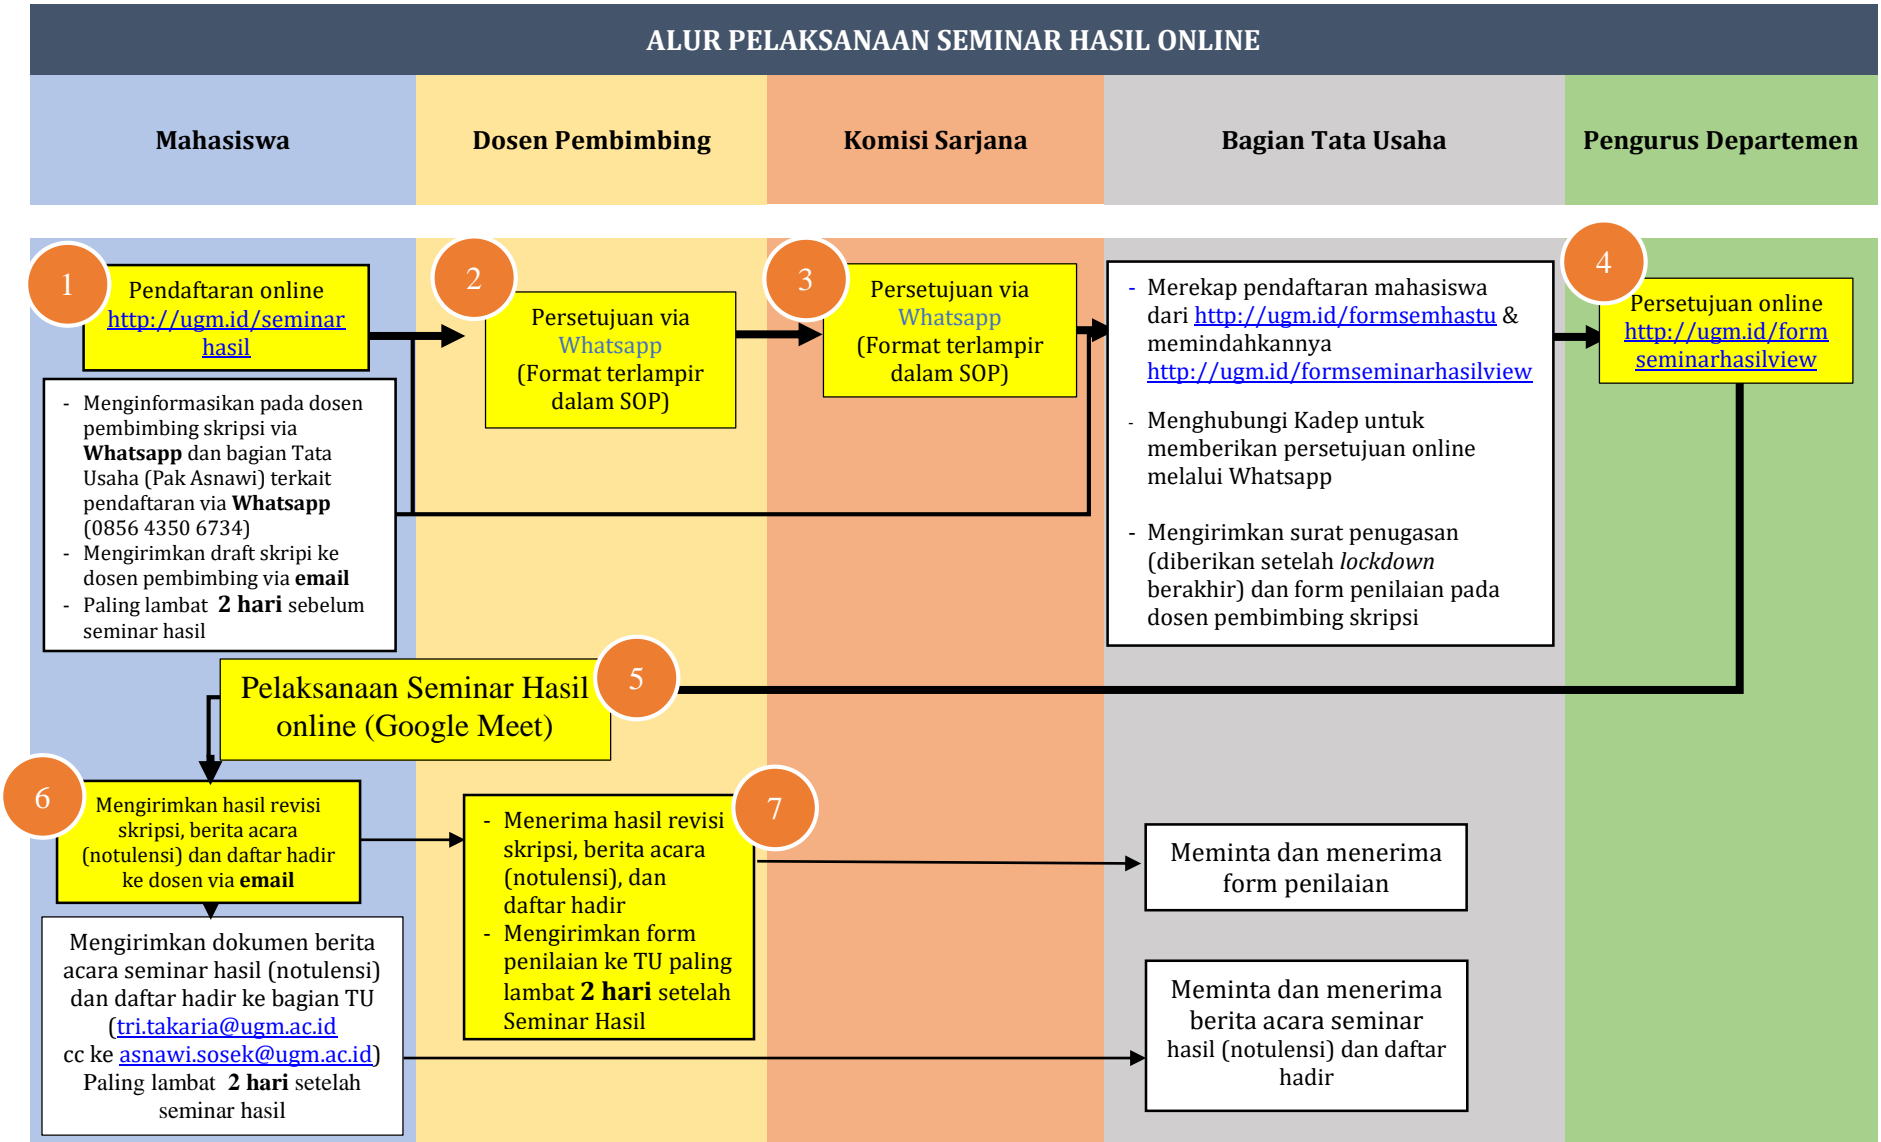 ALUR PELAKSANAAN SEMINAR HASIL ONLINE
Mahasiswa
Dosen Pembimbing
Komisi Sarjana
Bagian Tata Usaha
Pengurus Departemen
1
Pendaftaran online
http://ugm.id/seminar
hasil
- Menginformasikan pada dosen
pembimbing skripsi via
Whatsapp dan bagian Tata
Usaha (Pak Asnawi) terkait
pendaftaran via Whatsapp
(0856 4350 6734)
- Mengirimkan draft skripi ke
dosen pembimbing via email
- Paling lambat 2 hari sebelum
seminar hasil
2
Persetujuan via
Whatsapp
(Format terlampir
dalam SOP)
3
Persetujuan via
Whatsapp
(Format terlampir
dalam SOP)
- Merekap pendaftaran mahasiswa
dari http://ugm.id/formsemhastu &
memindahkannya
http://ugm.id/formseminarhasilview
- Menghubungi Kadep untuk
memberikan persetujuan online
melalui Whatsapp
- Mengirimkan surat penugasan
(diberikan setelah lockdown
berakhir) dan form penilaian pada
dosen pembimbing skripsi
4
Persetujuan online
http://ugm.id/form
seminarhasilview
5
Pelaksanaan Seminar Hasil
online (Google Meet)
6
Mengirimkan hasil revisi
skripsi, berita acara
(notulensi) dan daftar hadir
ke dosen via email
Mengirimkan dokumen berita
acara seminar hasil (notulensi)
dan daftar hadir ke bagian TU
(tri.takaria@ugm.ac.id
cc ke asnawi.sosek@ugm.ac.id)
Paling lambat 2 hari setelah
seminar hasil
7
- Menerima hasil revisi
skripsi, berita acara
(notulensi), dan
daftar hadir
- Mengirimkan form
penilaian ke TU paling
lambat 2 hari setelah
Seminar Hasil
Meminta dan menerima
form penilaian
Meminta dan menerima
berita acara seminar
hasil (notulensi) dan daftar
hadir